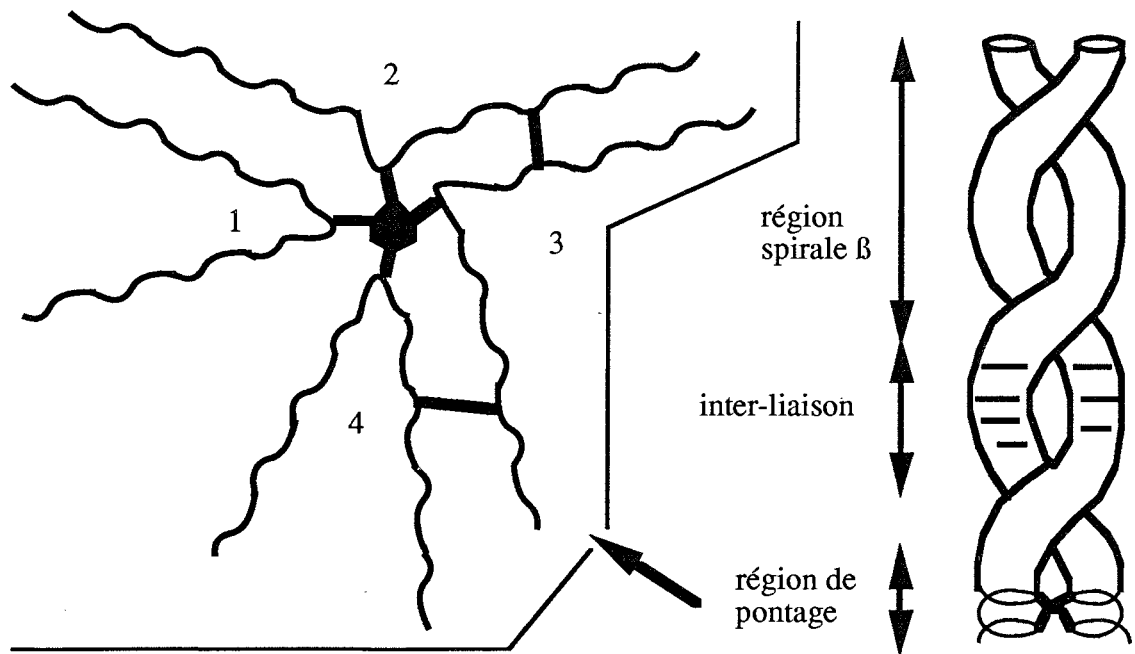 2
1
3
4
région
spirale ß
inter-liaison
région de
pontage